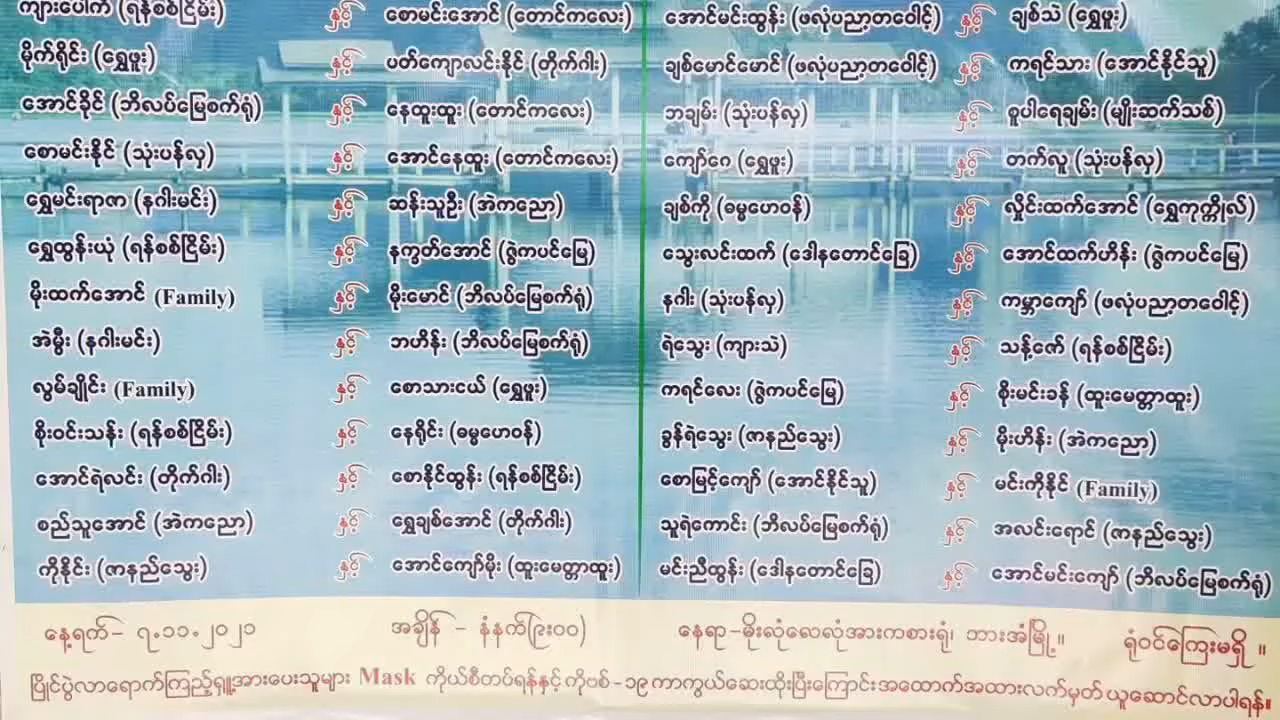 ကျားပေါက် (ရန်စစ်ငြိမ်း) နှင့် စောမင်းအောင် (တောင်ကလေး)
မိုက်ရိုင်း (ရွှေဖူး) နှင့် ပတ်ကျောလင်းနိုင် (တိုက်ဂါး)
အောင်ခိုင် (ဘိလပ်မြေစက်ရုံ) နှင့် နေထူးထူး (တောင်ကလေး)
စောမင်းနိုင် (သုံးပန်လှ) နှင့် အောင်နေထူး (တောင်ကလေး)
ရွှေမင်းရာဏ (နဂါးမင်း) နှင့် ဆန်းသူဦး (အဲကညော)
ရွှေထွန်းယုံ (ရန်စစ်ငြိမ်း) နှင့် နက္ခတ်အောင် (ဇွဲကပင်မြေ)
မိုးထက်အောင် (Family) နှင့် မိုးမောင် (ဘိလပ်မြေစက်ရုံ)
အဲမွီး (နဂါးမင်း) နှင့် ဘဟိန်း (ဘိလပ်မြေစက်ရုံ)
လွမ်ချိုင်း (Family) နှင့် စောသားငယ် (ရွှေဖူး)
စိုးဝင်းသန်း (ရန်စစ်ငြိမ်း) နှင့် နေရိုင်း (ဓမ္မဟေဝန်)
အောင်ရဲလင်း (တိုက်ဂါး) နှင့် စောနိုင်ထွန်း (ရန်စစ်ငြိမ်း)
စည်သူအောင် (အဲကညော) နှင့် ရွှေချစ်အောင် (တိုက်ဂါး)
ကိုနိုင်း (ဇာနည်သွေး) နှင့် အောင်ကျော်မိုး (ထူးမေတ္တာထူး)
အောင်မင်းထွန်း (ဖလုံပညာ့တဝေါင့်) နှင့် ချစ်သဲ (ရွှေဖူး)
ချစ်မောင်မောင် (ဖလုံပညာ့တဝေါင့်) နှင့် ကရင်သား (အောင်နိုင်သူ)
ဘချမ်း (သုံးပန်လှ) နှင့် စူပါရေချမ်း (မျိုးဆက်သစ်)
ကျော်ဂေ (ရွှေဖူး) နှင့် တက်လူ (သုံးပန်လှ)
ချစ်ကို (ဓမ္မဟေဝန်) နှင့် လှိုင်းထက်အောင် (ရွှေကုက္ကိုလ်)
သွေးလင်းထက် (ဒေါနတောင်ခြေ) နှင့် အောင်ထက်ဟိန်း (ဇွဲကပင်မြေ)
နဂါး (သုံးပန်လှ) နှင့် ကမ္ဘာကျော် (ဖလုံပညာ့တဝေါင့်)
ရဲသွေး (ကျားသဲ) နှင့် သန့်ဇော် (ရန်စစ်ငြိမ်း)
ကရင်လေး (ဇွဲကပင်မြေ) နှင့် စိုးမင်းခန် (ထူးမေတ္တာထူး)
ခွန်ရဲသွေး (ဇာနည်သွေး) နှင့် မိုးဟိန်း (အဲကညော)
စောမြင့်ကျော် (အောင်နိုင်သူ) နှင့် မင်းကိုနိုင် (Family)
သူရဲကောင်း (ဘိလပ်မြေစက်ရုံ) နှင့် အလင်းရောင် (ဇာနည်သွေး)
မင်းညီထွန်း (ဒေါနတောင်ခြေ) နှင့် အောင်မင်းကျော် (ဘိလပ်မြေစက်ရုံ)
နေ့ရက်- ၇.၁၁.၂၀၂၁ အချိန် - နံနက်(၉း၀၀) နေရာ-မိုးလုံလေလုံအားကစားရုံ၊ ဘားအံမြို့။ ရုံဝင်ကြေးမရှိ ။
ပြိုင်ပွဲလာရောက်ကြည့်ရှူ့အားပေးသူများ Mask ကိုယ်စီတပ်ရန်နှင့်ကိုဗစ်-၁၉ကာကွယ်ဆေးထိုးပြီးကြောင်းအထောက်အထားလက်မှတ်ယူဆောင်လာပါရန်။